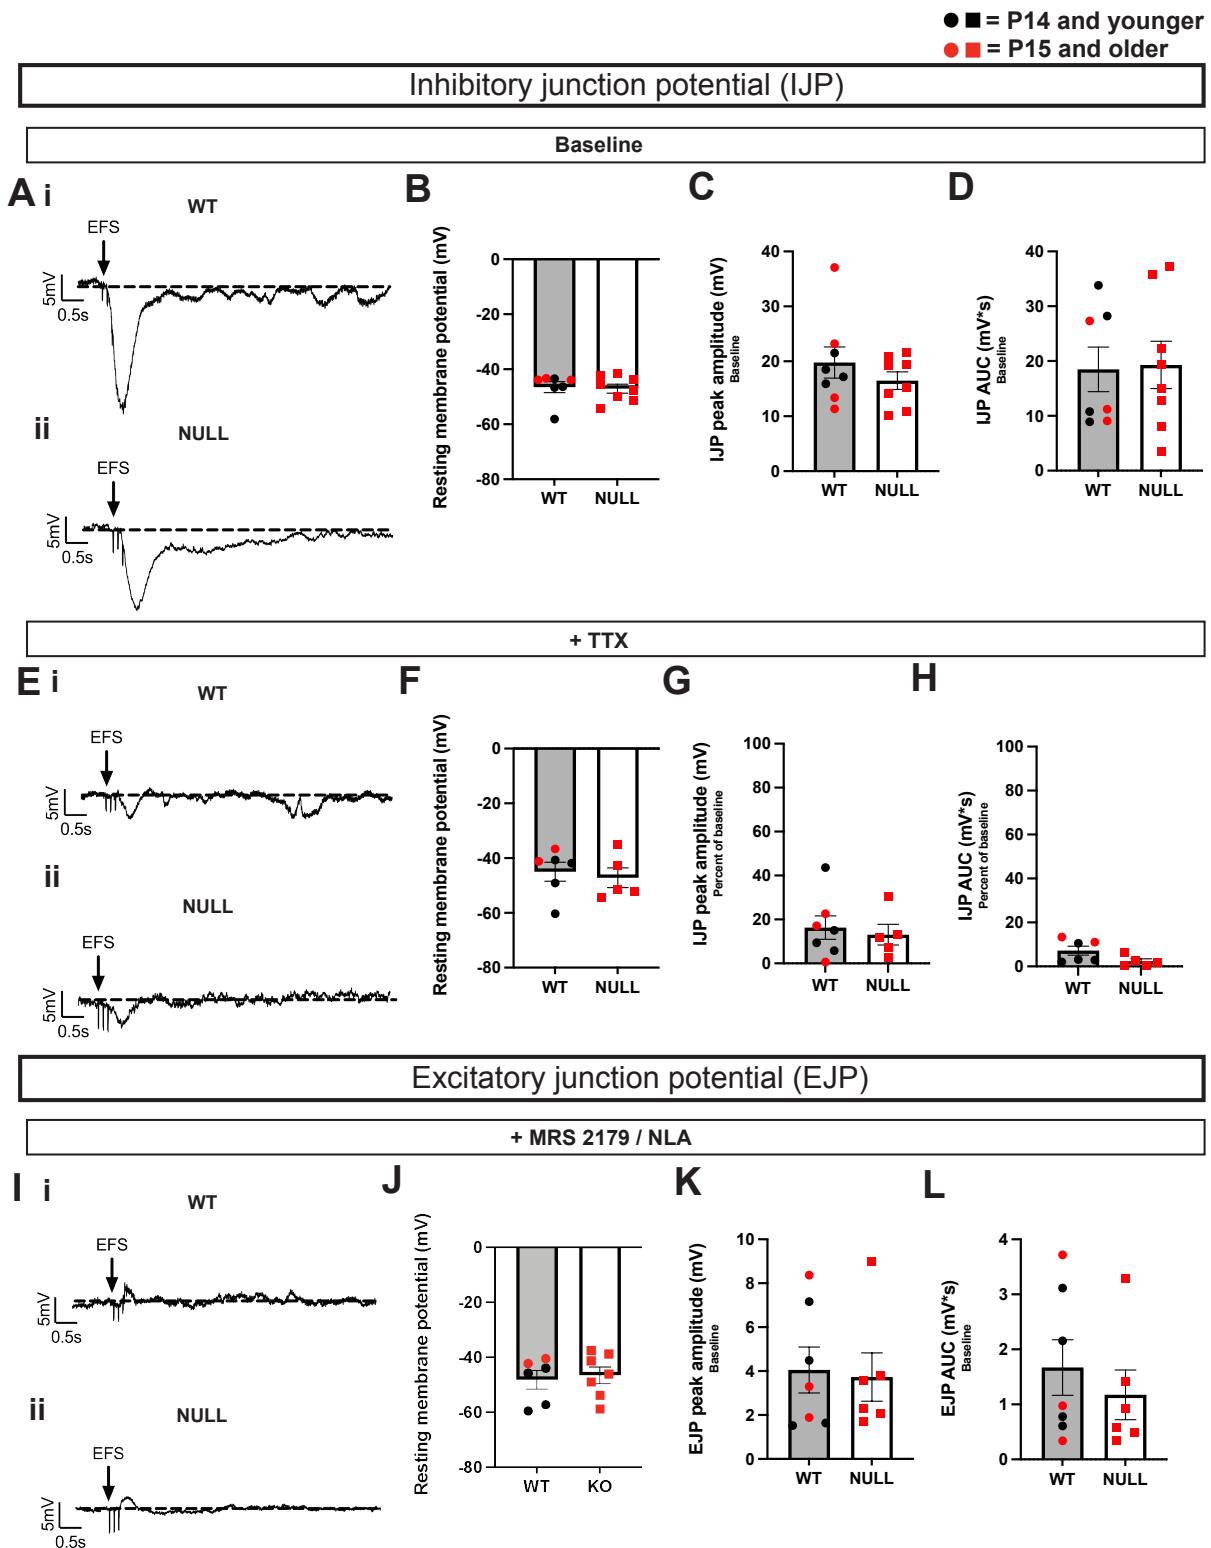 = P14 and younger
= P15 and older
Inhibitory junction potential (IJP)
Baseline
A i
WT
EFS
5mV
0.5s
ii
NULL
EFS
5mV
0.5s
B
Resting membrane potential (mV)
0
-20
-40
-60
-80
WT NULL
C
IJP peak amplitude (mV)
Baseline
40
30
20
10
0
WT NULL
D
IJP AUC (mV*s)
Baseline
40
30
20
10
0
WT NULL
+ TTX
E i
WT
EFS
5mV
0.5s
ii
NULL
EFS
5mV
0.5s
F
Resting membrane potential (mV)
0
-20
-40
-60
-80
WT NULL
G
IJP peak amplitude (mV)
Percent of baseline
100
80
60
40
20
0
WT NULL
H
IJP AUC (mV*s)
Percent of baseline
100
80
60
40
20
0
WT NULL
Excitatory junction potential (EJP)
+ MRS 2179 / NLA
I i
WT
EFS
5mV
0.5s
ii
NULL
EFS
5mV
0.5s
J
Resting membrane potential (mV)
0
-20
-40
-60
-80
WT KO
K
EJP peak amplitude (mV)
Baseline
10
8
6
4
2
0
WT NULL
L
EJP AUC (mV*s)
Baseline
4
3
2
1
0
WT NULL